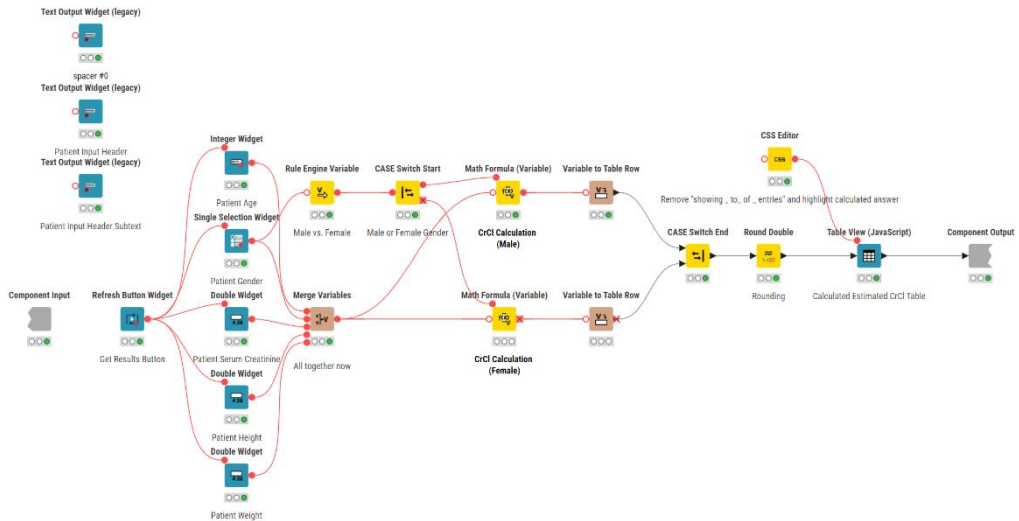 Text Output Widget (legacy)
spacer #0
Text Output Widget (legacy)
Patient Input Header
Text Output Widget (legacy)
Patient Input Header Subtext
Component Input
Refresh Button Widget
Get Results Button
Integer Widget
Patient Age
Single Selection Widget
Patient Gender
Double Widget
Patient Serum Creatinine
Double Widget
Patient Height
Double Widget
Patient Weight
Rule Engine Variable
Male vs. Female
Merge Variables
All together now
CASE Switch Start
Male or Female Gender
Math Formula (Variable)
CrCl Calculation
(Male)
Math Formula (Variable)
CrCl Calculation
(Female)
Variable to Table Row
Variable to Table Row
CASE Switch End
Round Double
Rounding
CSS Editor
CSS
Remove "showing _ to_ of _ entries" and highlight calculated answer
Table View (JavaScript)
Calculated Estimated CrCl Table
Component Output